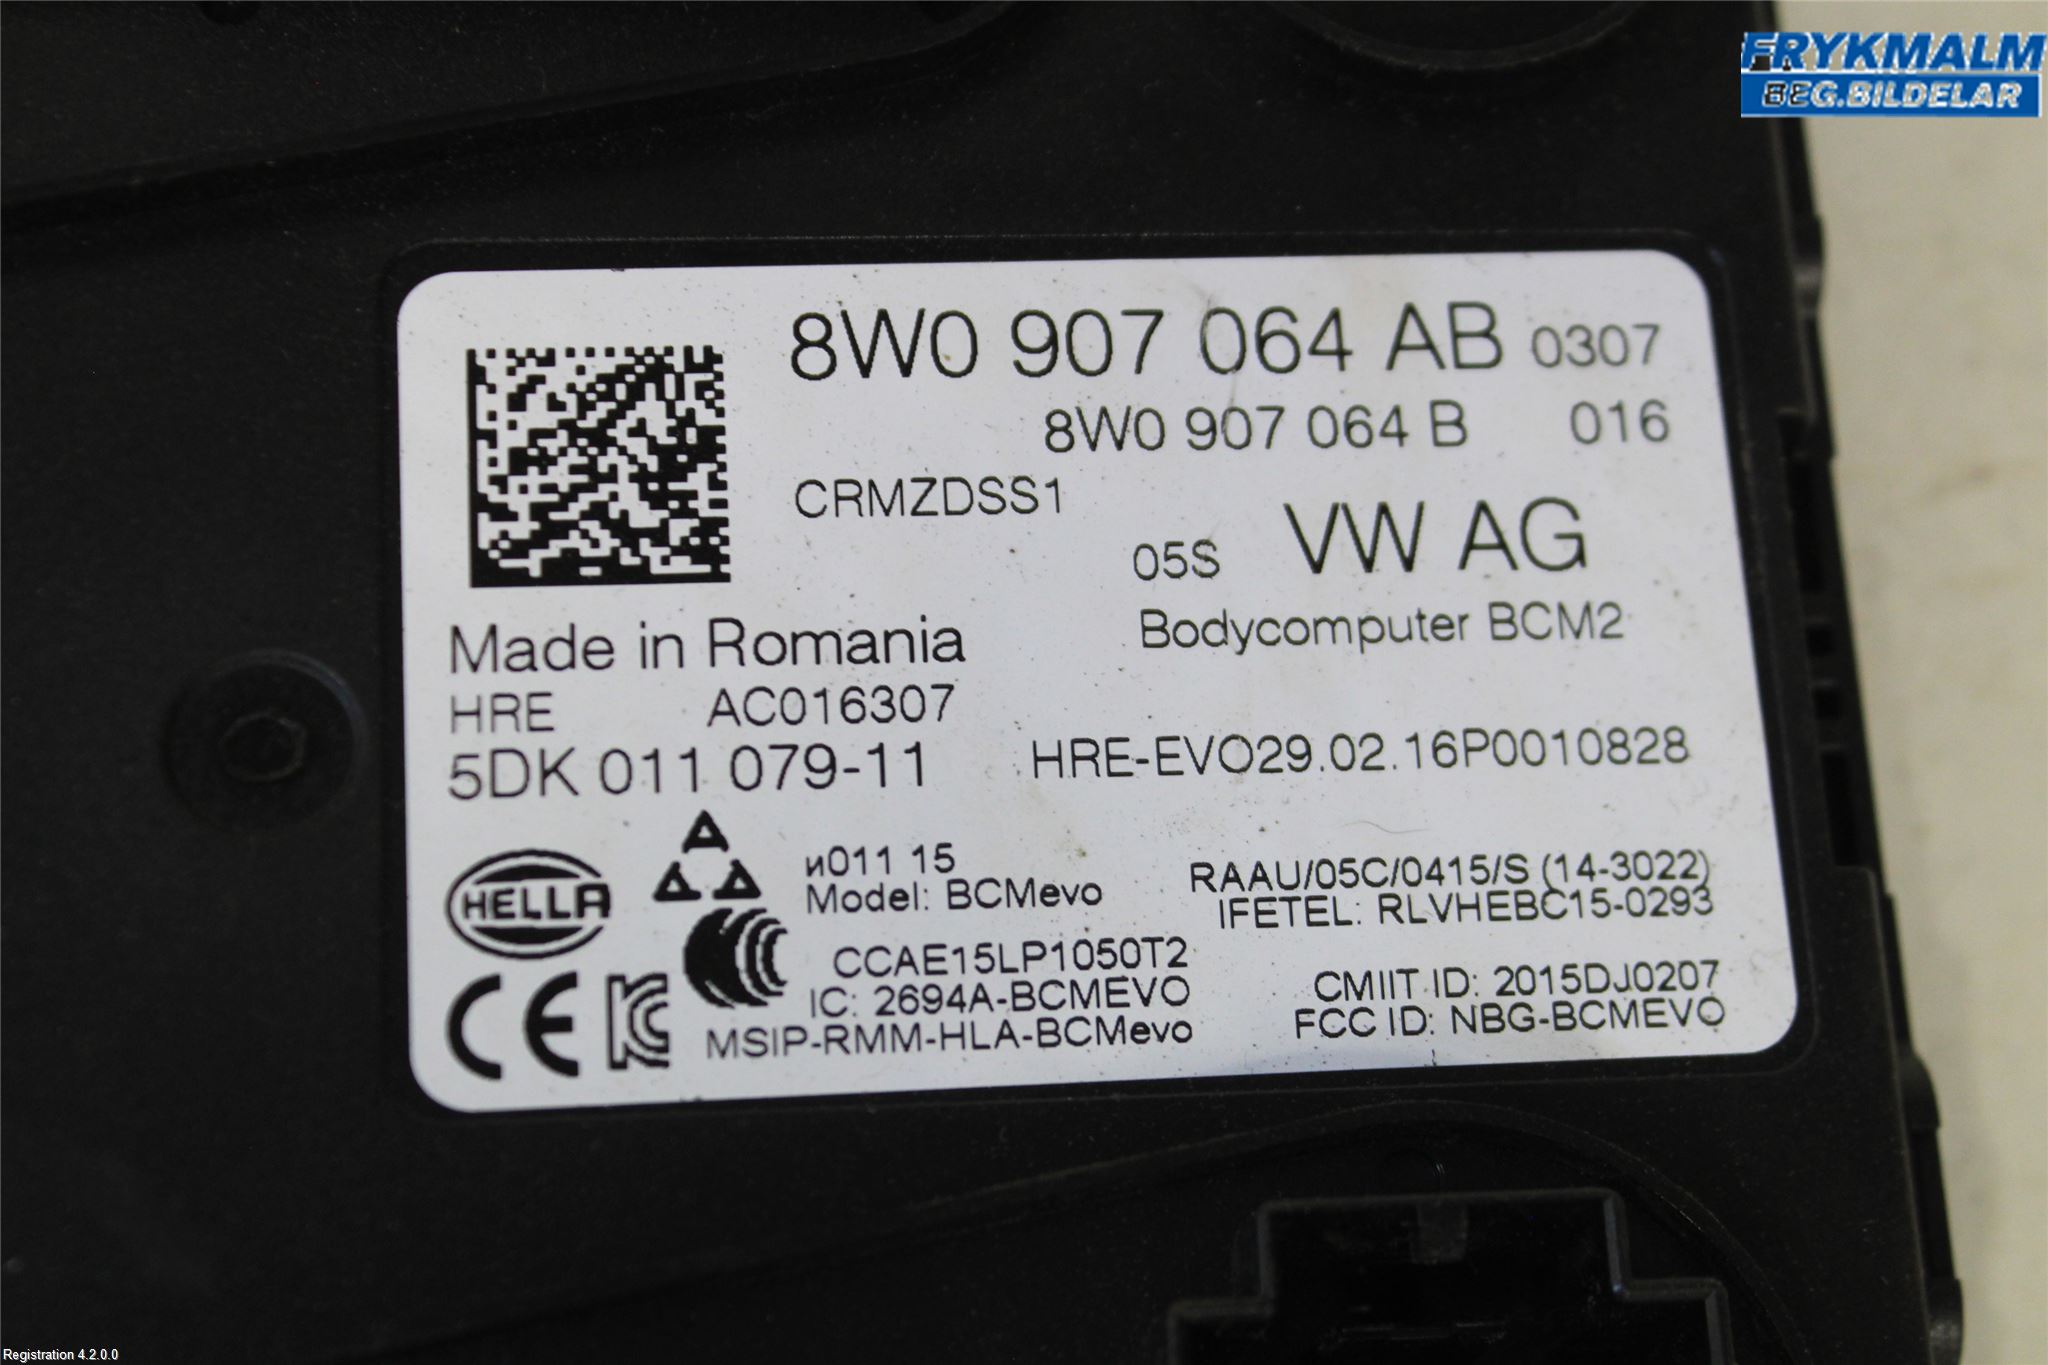 FRYKMALM
BEG.BILDELAR
8W0 907 064 AB 0307
8W0 907 064 B 016
CRMZDSS1
05S VW AG
Bodycomputer BCM2
Made in Romania
HRE AC016307
5DK 011 079-11 HRE-EVO29.02.16P0010828
HELLA
и011 15
Model: BCMevo
RAAU/05C/0415/S (14-3022)
IFETEL: RLVHEBC15-0293
CCAE15LP1050T2
IC: 2694A-BCMEVO
MSIP-RMM-HLA-BCMevo
CMIIT ID: 2015DJ0207
FCC ID: NBG-BCMEVO
CE
Registration 4.2.0.0